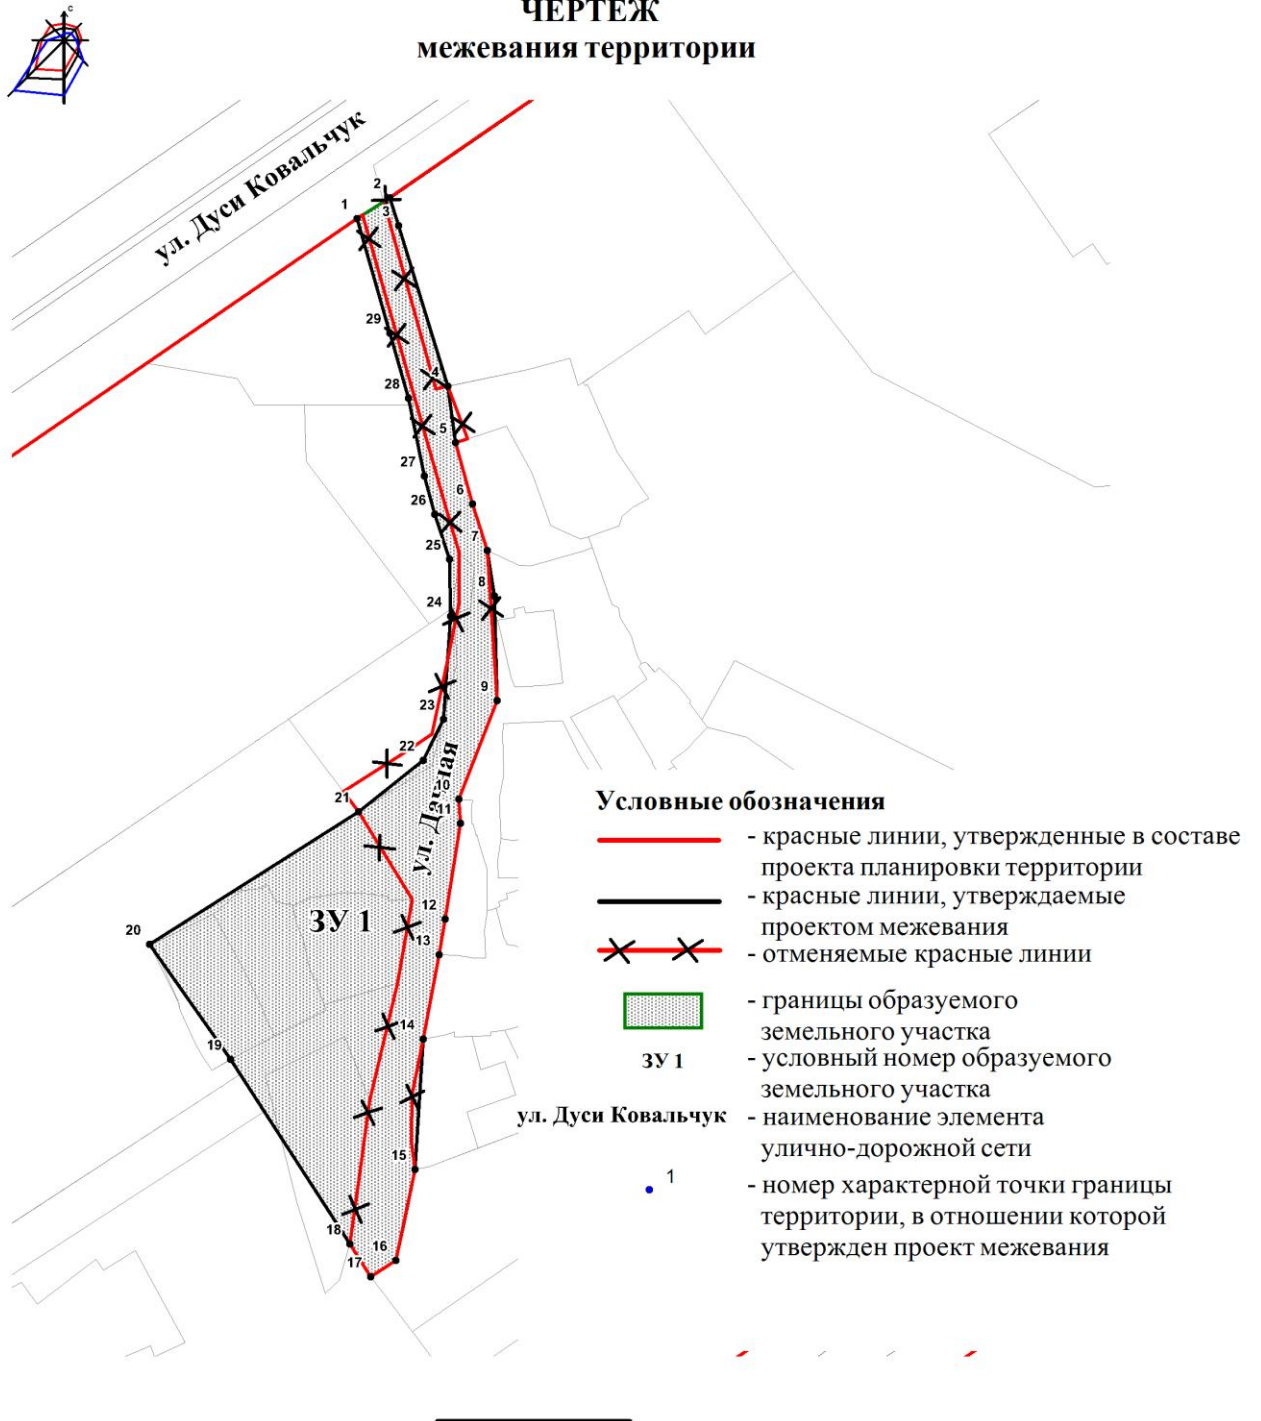 ЧЕРТЕЖ
межевания территории
с
ул. Дуси Ковальчук
2
1
3
29
4
28
5
27
6
26
7
25
8
24
9
23
22
ул. Дачная
10
21
11
12
ЗУ 1
20
13
14
19
15
18
16
17
Условные обозначения
- красные линии, утвержденные в составе
проекта планировки территории
- красные линии, утверждаемые
проектом межевания
- отменяемые красные линии
- границы образуемого
земельного участка
ЗУ 1 - условный номер образуемого
земельного участка
ул. Дуси Ковальчук - наименование элемента
улично-дорожной сети
1
- номер характерной точки границы
территории, в отношении которой
утвержден проект межевания